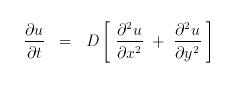 ∂u/∂t = D [ ∂²u/∂x² + ∂²u/∂y² ]